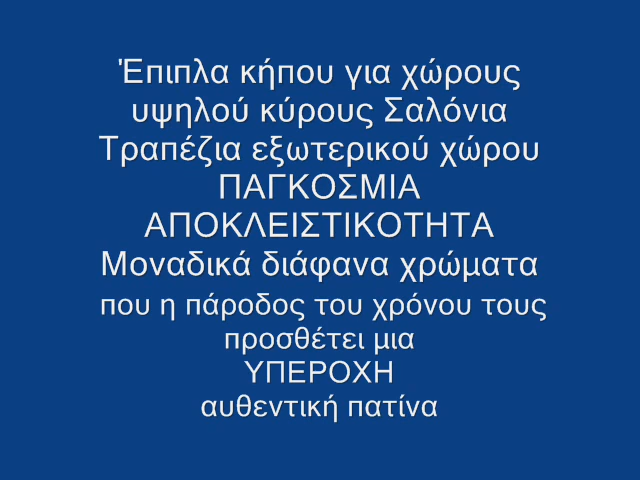 Έπιπλα κήπου για χώρους
υψηλού κύρους Σαλόνια
Τραπέζια εξωτερικού χώρου
ΠΑΓΚΟΣΜΙΑ
ΑΠΟΚΛΕΙΣΤΙΚΟΤΗΤΑ
Μοναδικά διάφανα χρώματα
που η πάροδος του χρόνου τους
προσθέτει μια
ΥΠΕΡΟΧΗ
αυθεντική πατίνα